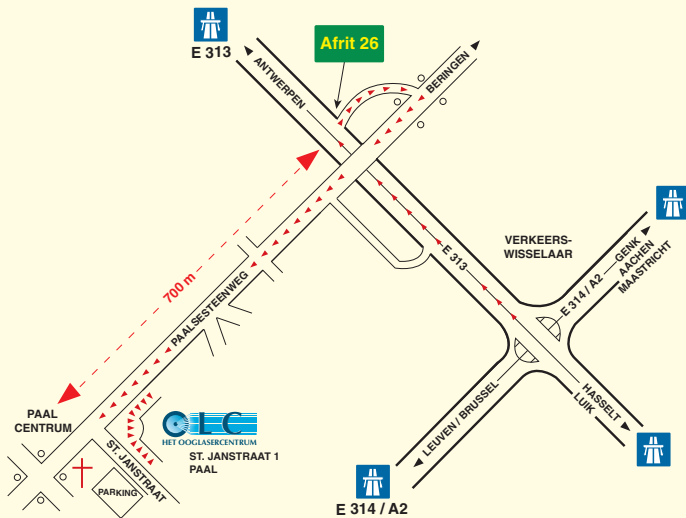 E 313
Afrit 26
ANTWERPEN
BERINGEN
E 313
VERKEERS-
WISSELAAR
E 314 / A2
GENK
AACHEN
MAASTRICHT
700 m
PAALSESTEENWEG
HASSELT
LUIK
LEUVEN / BRUSSEL
E 314 / A2
PAAL
CENTRUM
OLC
HET OOGLASERCENTRUM
ST. JANSTRAAT 1
PAAL
ST. JANSTRAAT
PARKING